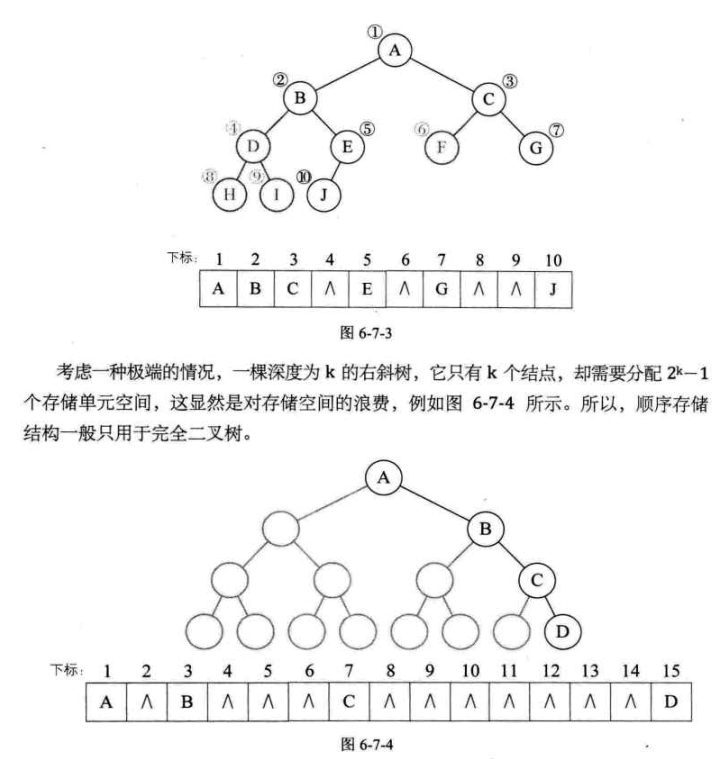 ①
A
②
③
B
C
④
⑤
⑥
⑦
D
E
F
G
⑧
⑨
⑩
H
I
J
下标: 1 2 3 4 5 6 7 8 9 10
A B C ∧ E ∧ G ∧ ∧ J
图 6-7-3
考虑一种极端的情况，一棵深度为 k 的右斜树，它只有 k 个结点，却需要分配 2ᵏ－1
个存储单元空间，这显然是对存储空间的浪费，例如图 6-7-4 所示。所以，顺序存储
结构一般只用于完全二叉树。
A
B
C
D
下标: 1 2 3 4 5 6 7 8 9 10 11 12 13 14 15
A ∧ B ∧ ∧ ∧ C ∧ ∧ ∧ ∧ ∧ ∧ ∧ D
图 6-7-4